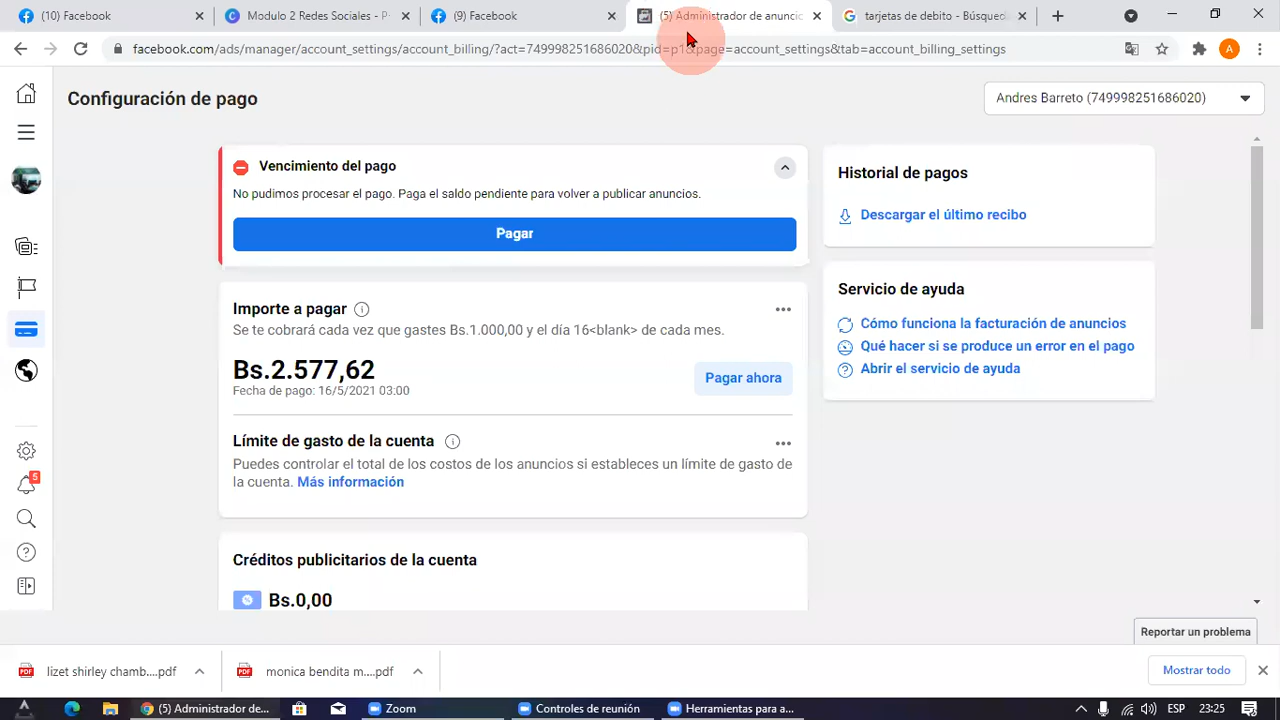 (10) Facebook
Modulo 2 Redes Sociales - P
(9) Facebook
(5) Administrador de anuncic
tarjetas de debito - Búsqued
facebook.com/ads/manager/account_settings/account_billing/?act=749998251686020&pid=p1&page=account_settings&tab=account_billing_settings
A
Configuración de pago
Andres Barreto (749998251686020)
Vencimiento del pago
No pudimos procesar el pago. Paga el saldo pendiente para volver a publicar anuncios.
Pagar
Historial de pagos
Descargar el último recibo
Importe a pagar
Se te cobrará cada vez que gastes Bs.1.000,00 y el día 16<blank> de cada mes.
Bs.2.577,62
Fecha de pago: 16/5/2021 03:00
Pagar ahora
Servicio de ayuda
Cómo funciona la facturación de anuncios
Qué hacer si se produce un error en el pago
Abrir el servicio de ayuda
Límite de gasto de la cuenta
Puedes controlar el total de los costos de los anuncios si estableces un límite de gasto de
la cuenta. Más información
5
Créditos publicitarios de la cuenta
Bs.0,00
Reportar un problema
PDF lizet shirley chamb....pdf
PDF monica bendita m....pdf
Mostrar todo
(5) Administrador de...
Zoom
Controles de reunión
Herramientas para a...
ESP
23:25